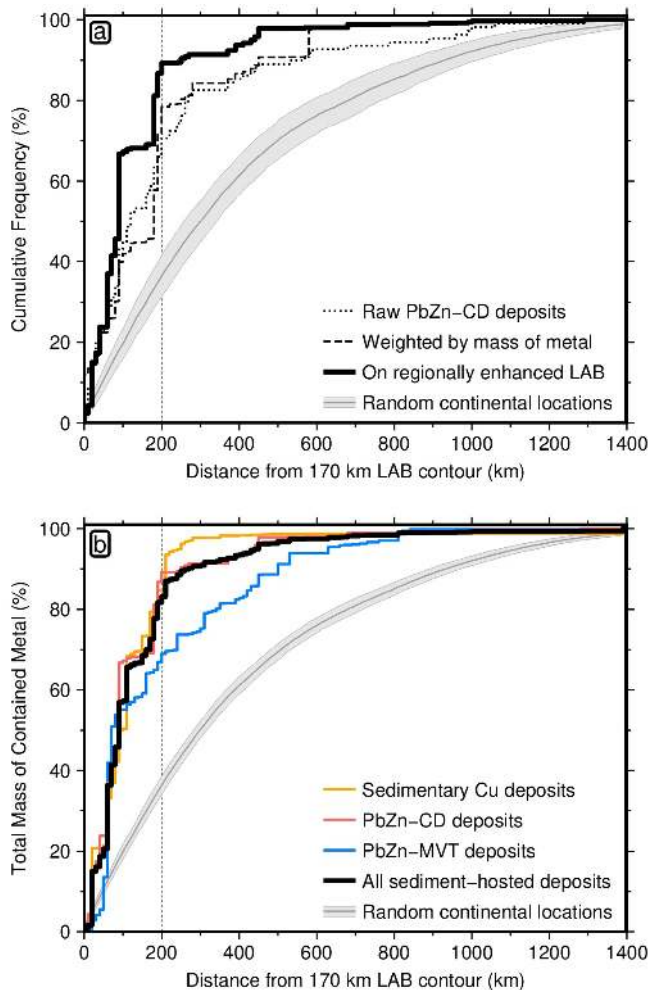 a
Cumulative Frequency (%)
100
80
60
40
20
0
Raw PbZn−CD deposits
Weighted by mass of metal
On regionally enhanced LAB
Random continental locations
0 200 400 600 800 1000 1200 1400
Distance from 170 km LAB contour (km)
b
Total Mass of Contained Metal (%)
100
80
60
40
20
0
Sedimentary Cu deposits
PbZn−CD deposits
PbZn−MVT deposits
All sediment−hosted deposits
Random continental locations
0 200 400 600 800 1000 1200 1400
Distance from 170 km LAB contour (km)